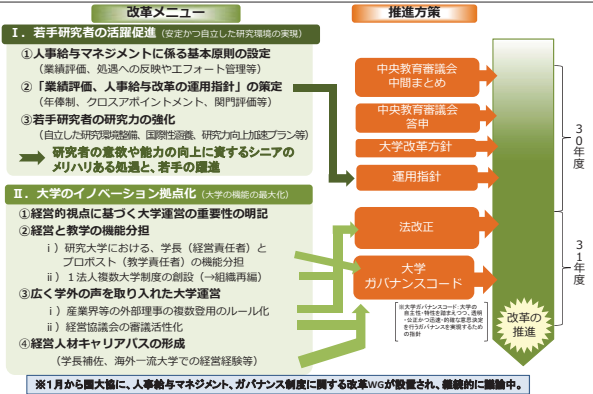 改革メニュー
Ⅰ．若手研究者の活躍促進（安定かつ自立した研究環境の実現）
①人事給与マネジメントに係る基本原則の設定
（業績評価、処遇への反映やエフォート管理等）
②「業績評価、人事給与改革の運用指針」の策定
（年俸制、クロスアポイントメント、関門評価等）
③若手研究者の研究力の強化
（自立した研究環境整備、国際性涵養、研究力向上加速プラン等）
研究者の意欲や能力の向上に資するシニアの
メリハリある処遇と、若手の躍進
Ⅱ．大学のイノベーション拠点化（大学の機能の最大化）
①経営的視点に基づく大学運営の重要性の明記
②経営と教学の機能分担
ⅰ）研究大学における、学長（経営責任者）と
プロボスト（教学責任者）の機能分担
ⅱ）１法人複数大学制度の創設（→組織再編）
③広く学外の声を取り入れた大学運営
ⅰ）産業界等の外部理事の複数登用のルール化
ⅱ）経営協議会の審議活性化
④経営人材キャリアパスの形成
（学長補佐、海外一流大学での経営経験等）
推進方策
中央教育審議会
中間まとめ
中央教育審議会
答申
大学改革方針
運用指針
法改正
大学
ガバナンスコード
※大学ガバナンスコード：大学の
自主性・特性を踏まえつつ、透明
・公正かつ迅速・的確な意思決定
を行うガバナンスを実現するため
の指針
30年度
31年度
改革の
推進
※１月から国大協に、人事給与マネジメント、ガバナンス制度に関する改革WGが設置され、継続的に議論中。